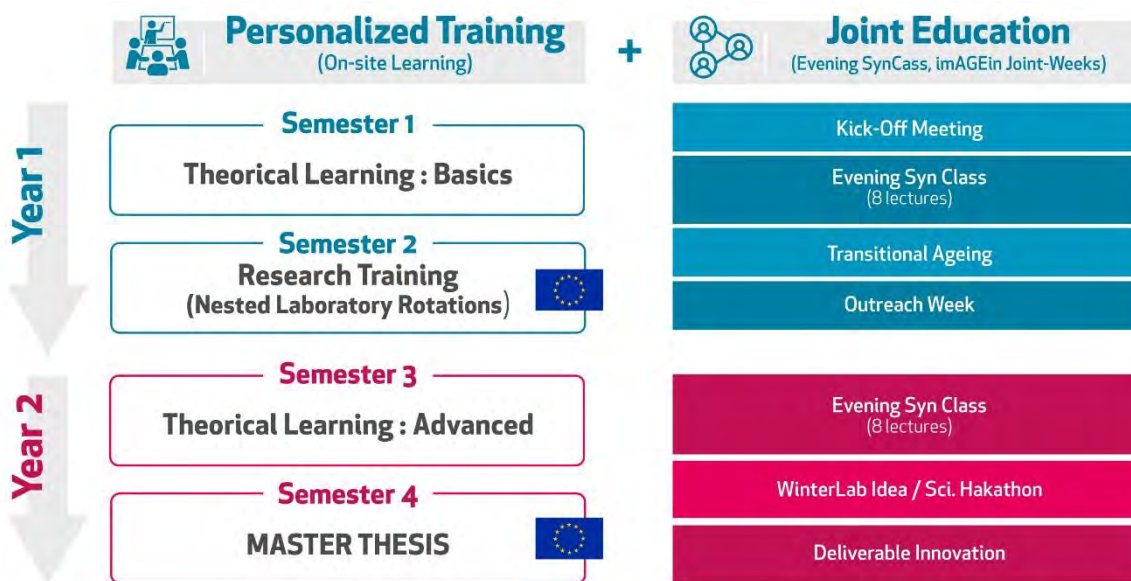 Personalized Training
(On-site Learning)
+
Joint Education
(Evening SynCass, imAGEin Joint-Weeks)
Year 1
Semester 1
Theorical Learning : Basics
Semester 2
Research Training
(Nested Laboratory Rotations)
Kick-Off Meeting
Evening Syn Class
(8 lectures)
Transitional Ageing
Outreach Week
Year 2
Semester 3
Theorical Learning : Advanced
Semester 4
MASTER THESIS
Evening Syn Class
(8 lectures)
WinterLab Idea / Sci. Hakathon
Deliverable Innovation